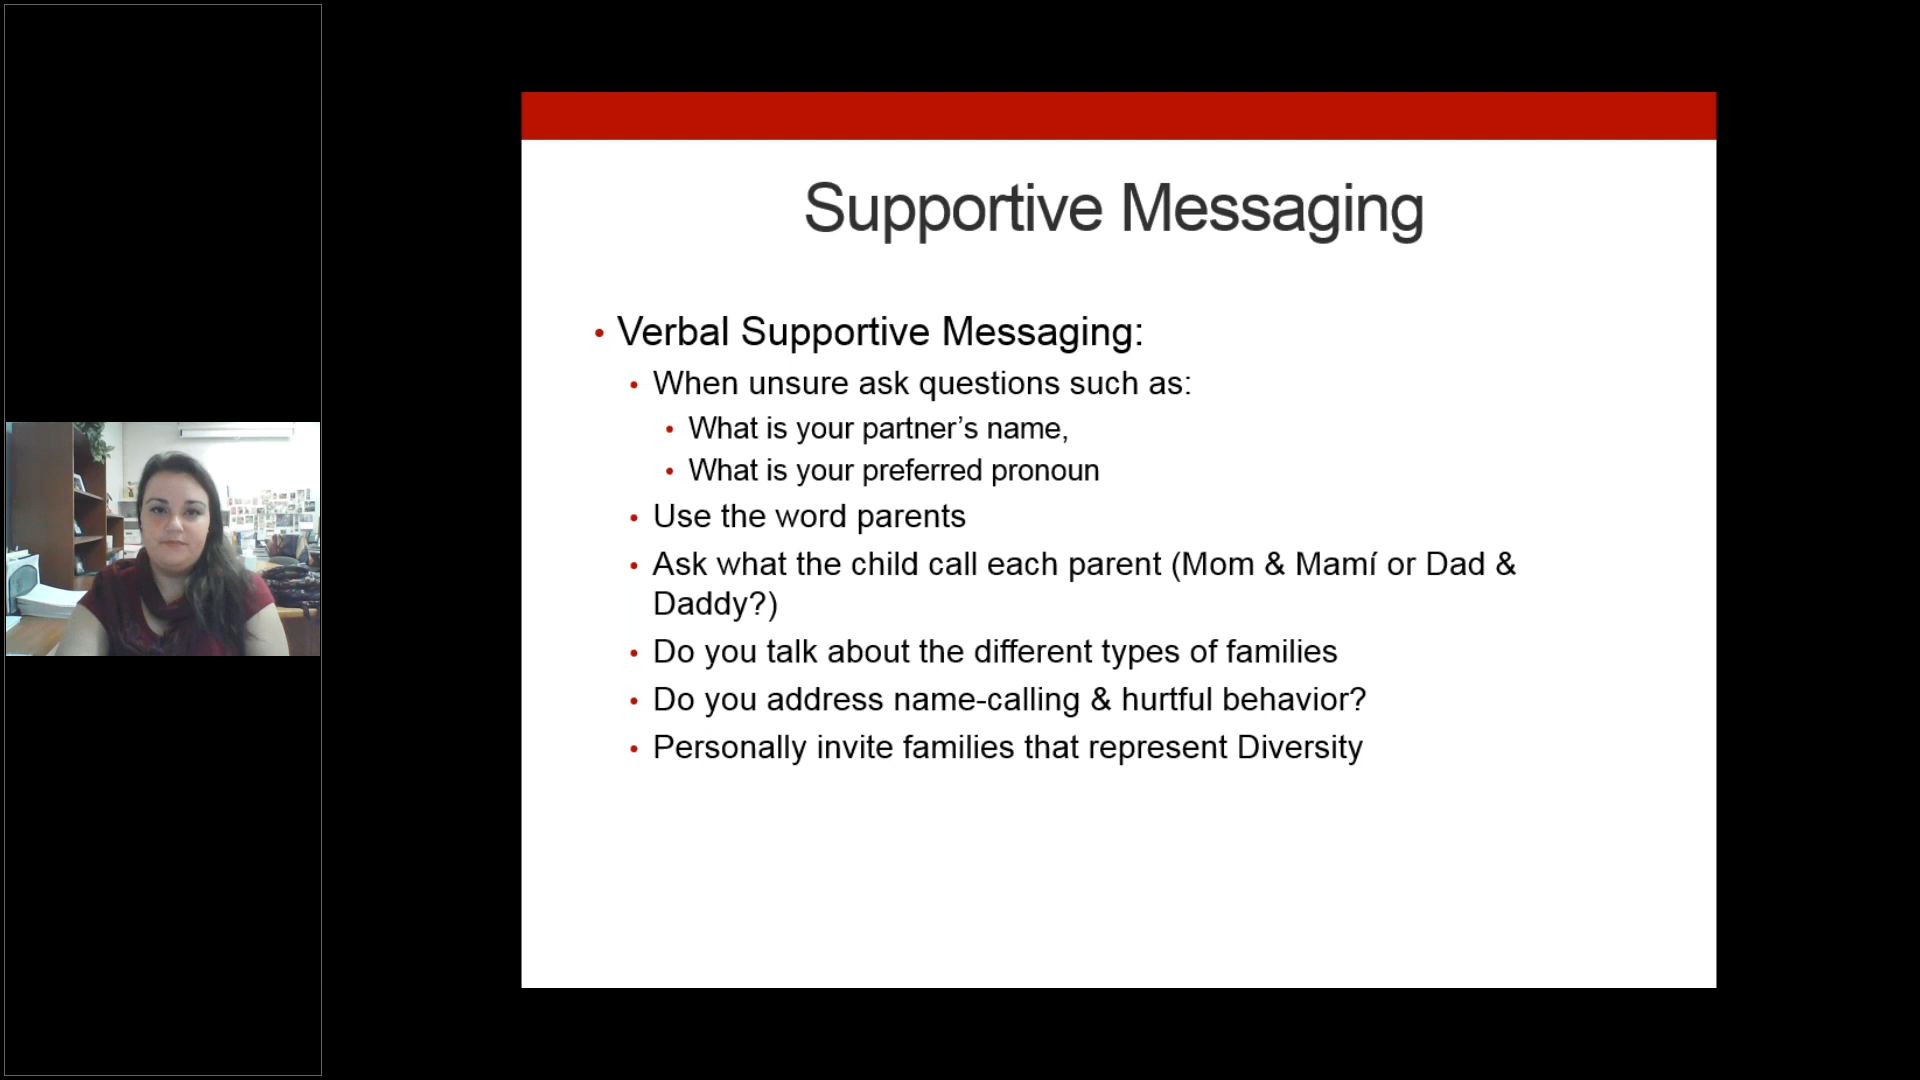 Supportive Messaging
• Verbal Supportive Messaging:
• When unsure ask questions such as:
• What is your partner’s name,
• What is your preferred pronoun
• Use the word parents
• Ask what the child call each parent (Mom & Mamí or Dad &
Daddy?)
• Do you talk about the different types of families
• Do you address name-calling & hurtful behavior?
• Personally invite families that represent Diversity